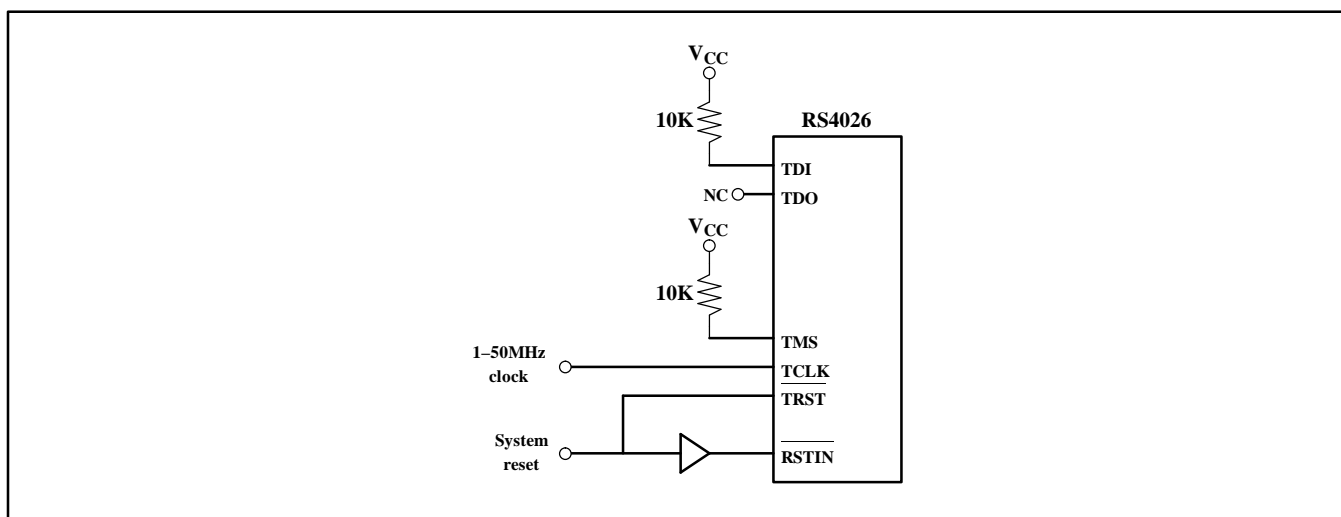 VCC
10K
RS4026
TDI
NC
TDO
VCC
10K
TMS
1–50MHz
clock
TCLK
TRST
System
reset
RSTIN